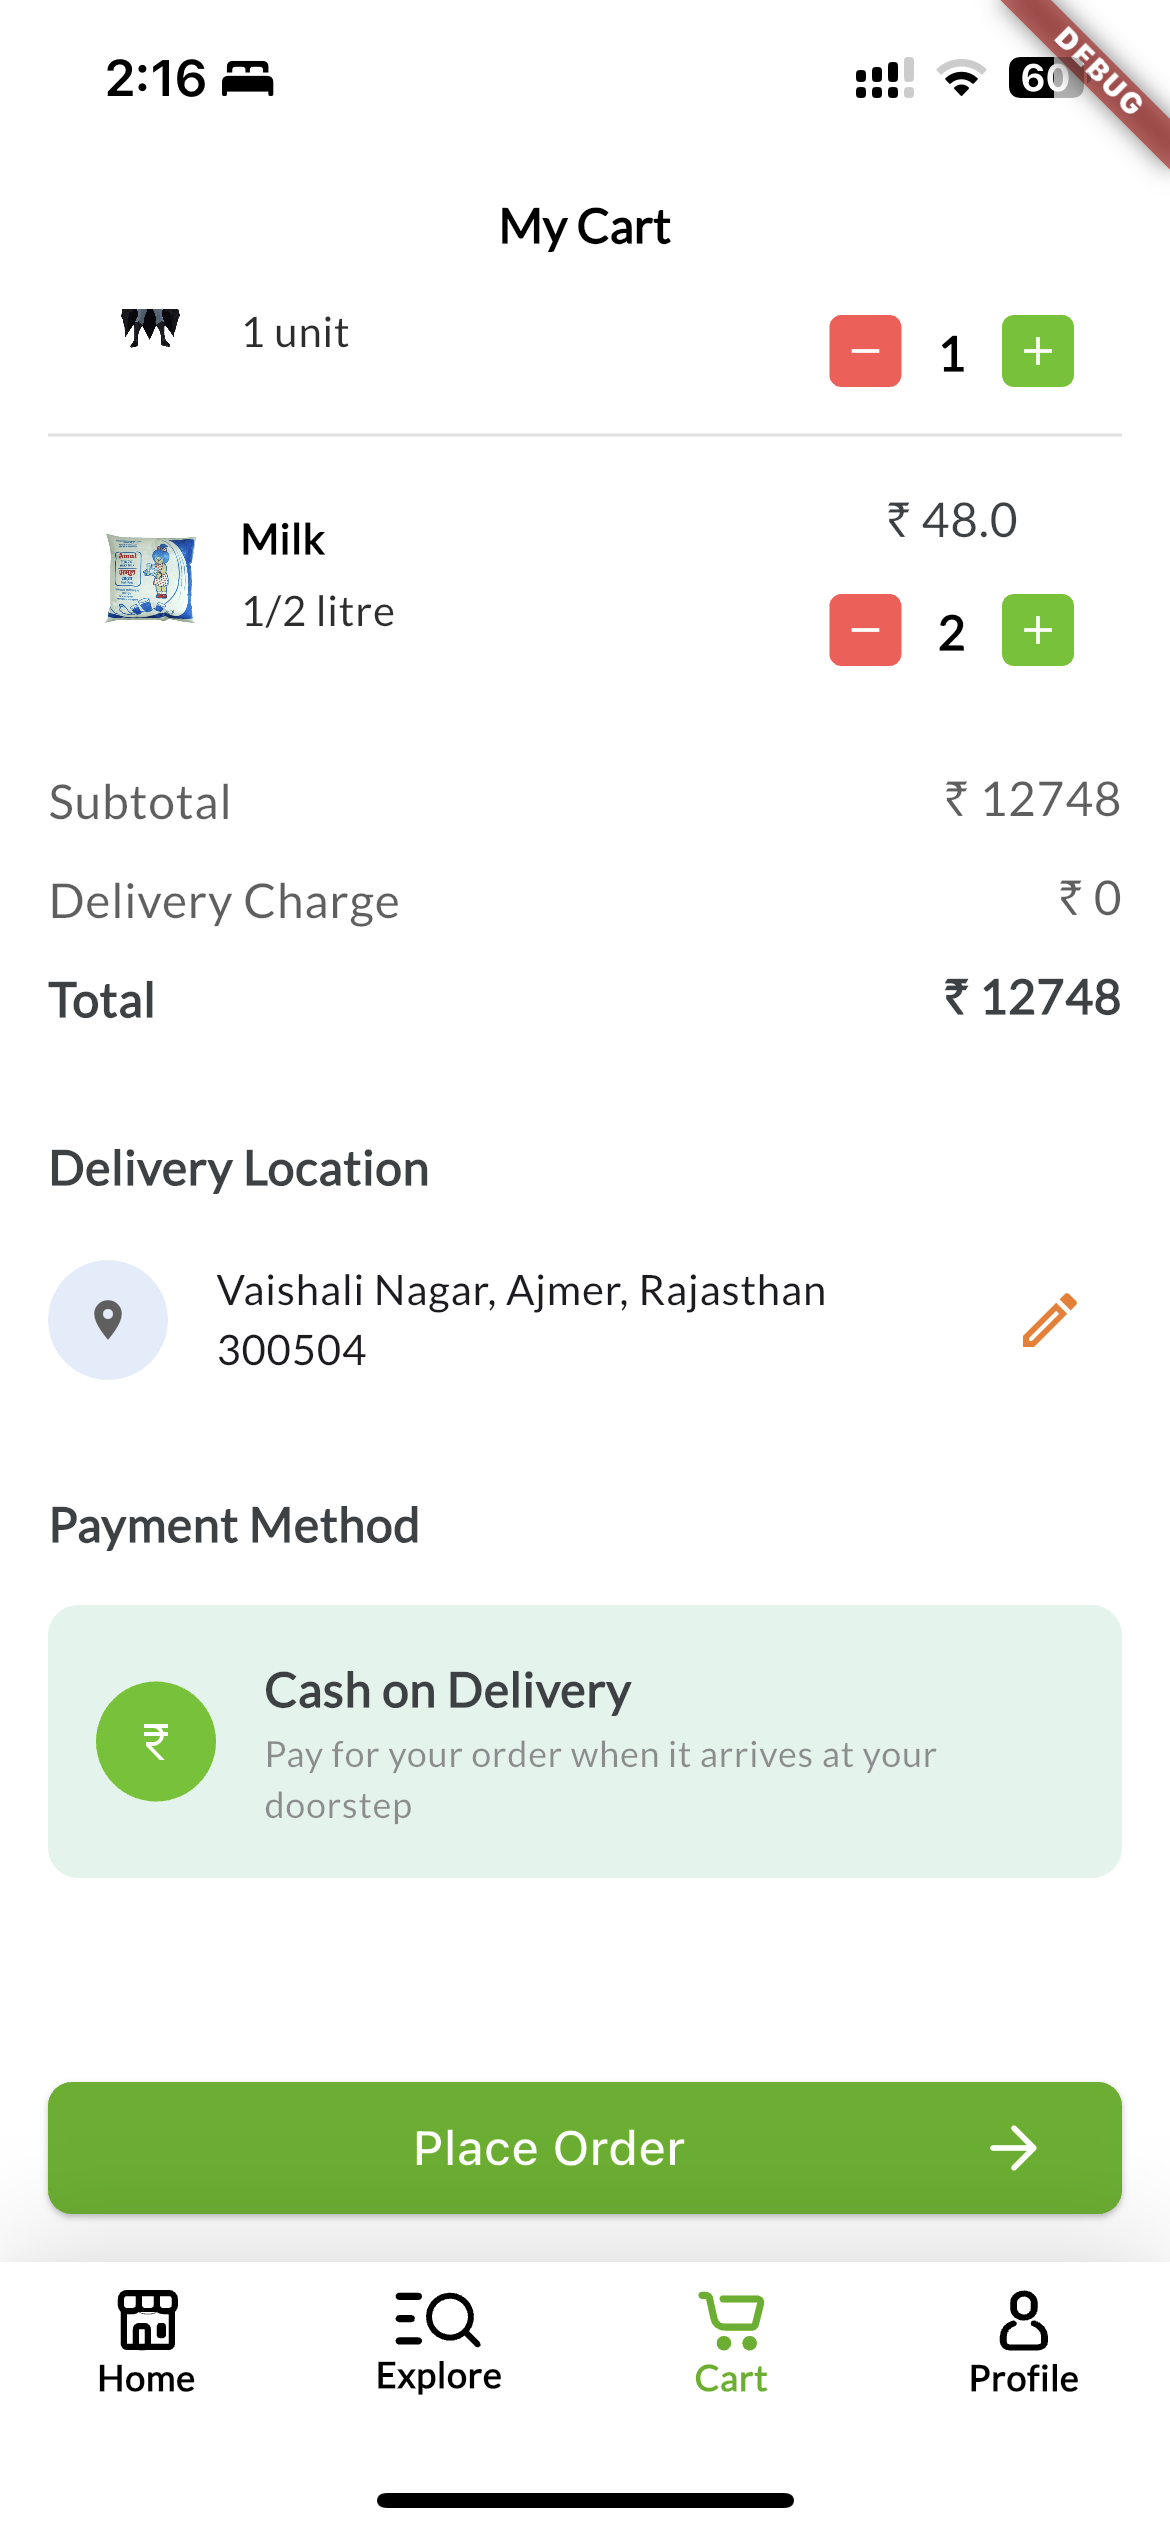 2:16
60
DEBUG
My Cart
1 unit
1
Milk
₹ 48.0
1/2 litre
2
Amul
अमूल
Subtotal
₹ 12748
Delivery Charge
₹ 0
Total
₹ 12748
Delivery Location
Vaishali Nagar, Ajmer, Rajasthan
300504
Payment Method
₹
Cash on Delivery
Pay for your order when it arrives at your
doorstep
Place Order
Home
Explore
Cart
Profile